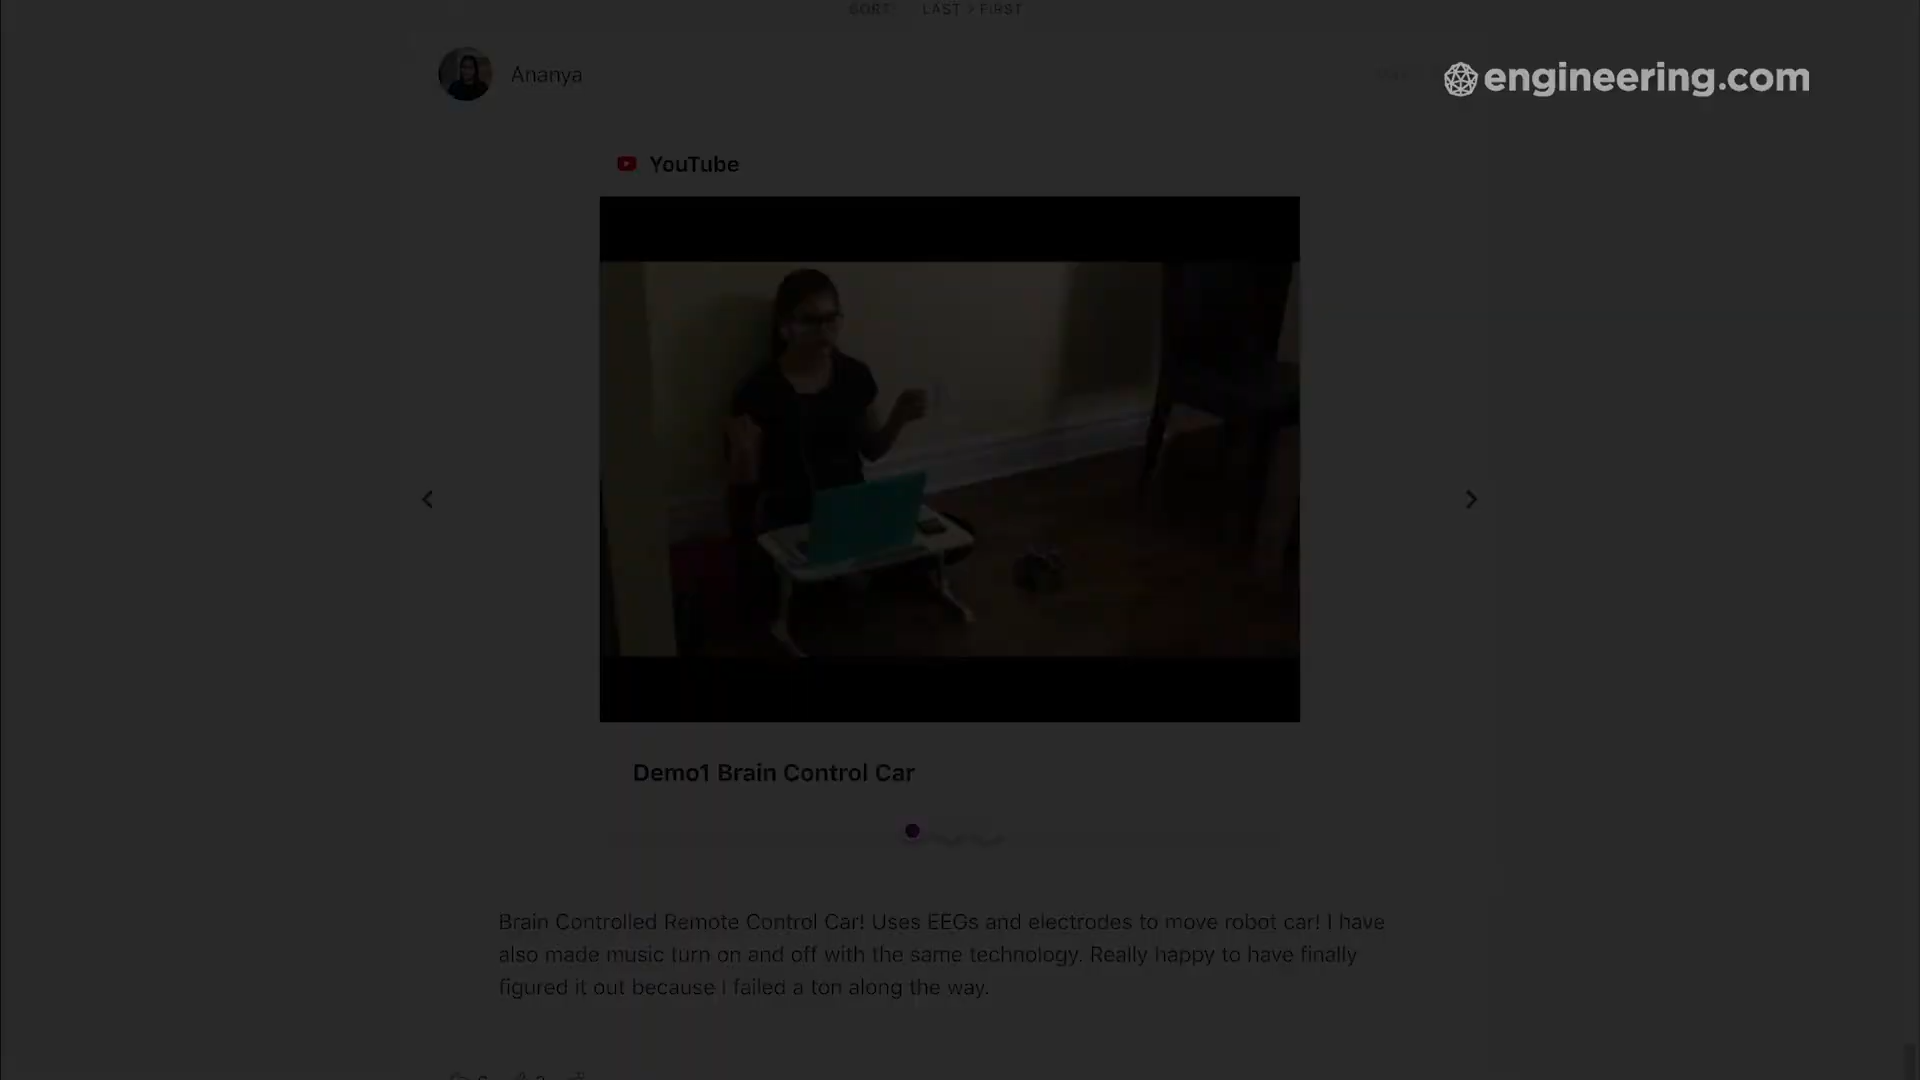 SORT: LAST > FIRST
Ananya
engineering.com
YouTube
Demo1 Brain Control Car
Brain Controlled Remote Control Car! Uses EEGs and electrodes to move robot car! I have
also made music turn on and off with the same technology. Really happy to have finally
figured it out because I failed a ton along the way.